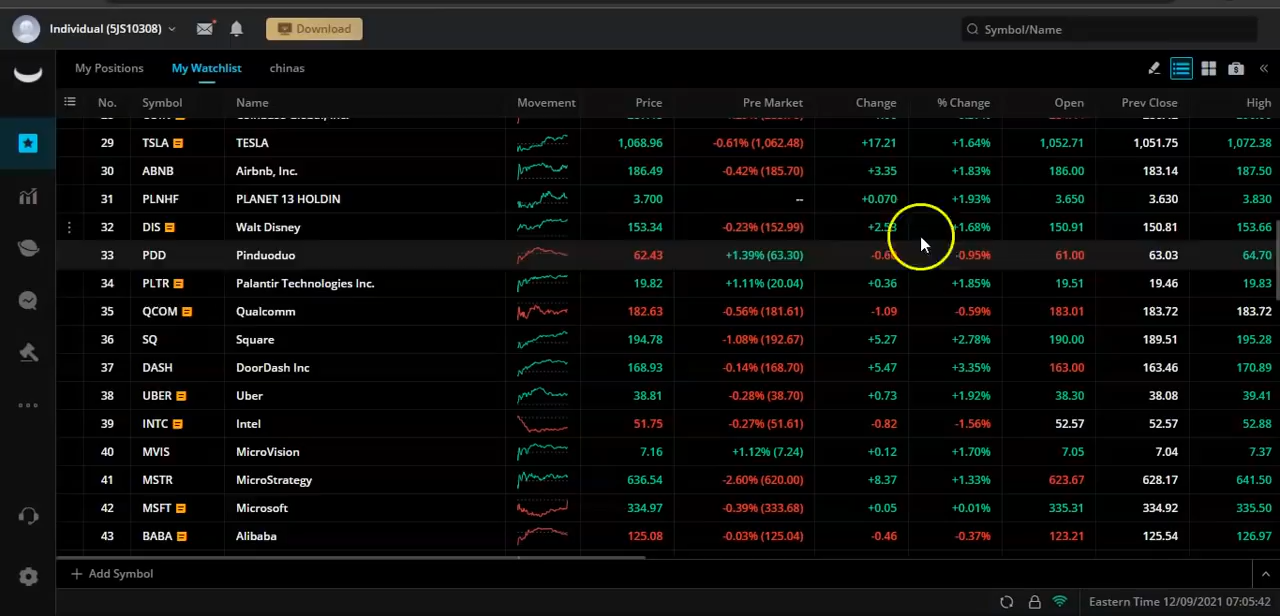 Individual (5JS10308) Download Symbol/Name
My Positions My Watchlist chinas
No. Symbol Name Movement Price Pre Market Change % Change Open Prev Close High
29 TSLA TESLA 1,068.96 -0.61% (1,062.48) +17.21 +1.64% 1,052.71 1,051.75 1,072.38
30 ABNB Airbnb, Inc. 186.49 -0.42% (185.70) +3.35 +1.83% 186.00 183.14 187.50
31 PLNHF PLANET 13 HOLDIN 3.700 -- +0.070 +1.93% 3.650 3.630 3.830
32 DIS Walt Disney 153.34 -0.23% (152.99) +2.53 +1.68% 150.91 150.81 153.66
33 PDD Pinduoduo 62.43 +1.39% (63.30) -0.60 -0.95% 61.00 63.03 64.70
34 PLTR Palantir Technologies Inc. 19.82 +1.11% (20.04) +0.36 +1.85% 19.51 19.46 19.83
35 QCOM Qualcomm 182.63 -0.56% (181.61) -1.09 -0.59% 183.01 183.72 183.72
36 SQ Square 194.78 -1.08% (192.67) +5.27 +2.78% 190.00 189.51 195.28
37 DASH DoorDash Inc 168.93 -0.14% (168.70) +5.47 +3.35% 163.00 163.46 170.89
38 UBER Uber 38.81 -0.28% (38.70) +0.73 +1.92% 38.30 38.08 39.41
39 INTC Intel 51.75 -0.27% (51.61) -0.82 -1.56% 52.57 52.57 52.88
40 MVIS MicroVision 7.16 +1.12% (7.24) +0.12 +1.70% 7.05 7.04 7.37
41 MSTR MicroStrategy 636.54 -2.60% (620.00) +8.37 +1.33% 623.67 628.17 641.50
42 MSFT Microsoft 334.97 -0.39% (333.68) +0.05 +0.01% 335.31 334.92 335.50
43 BABA Alibaba 125.08 -0.03% (125.04) -0.46 -0.37% 123.21 125.54 126.97
+ Add Symbol
Eastern Time 12/09/2021 07:05:42